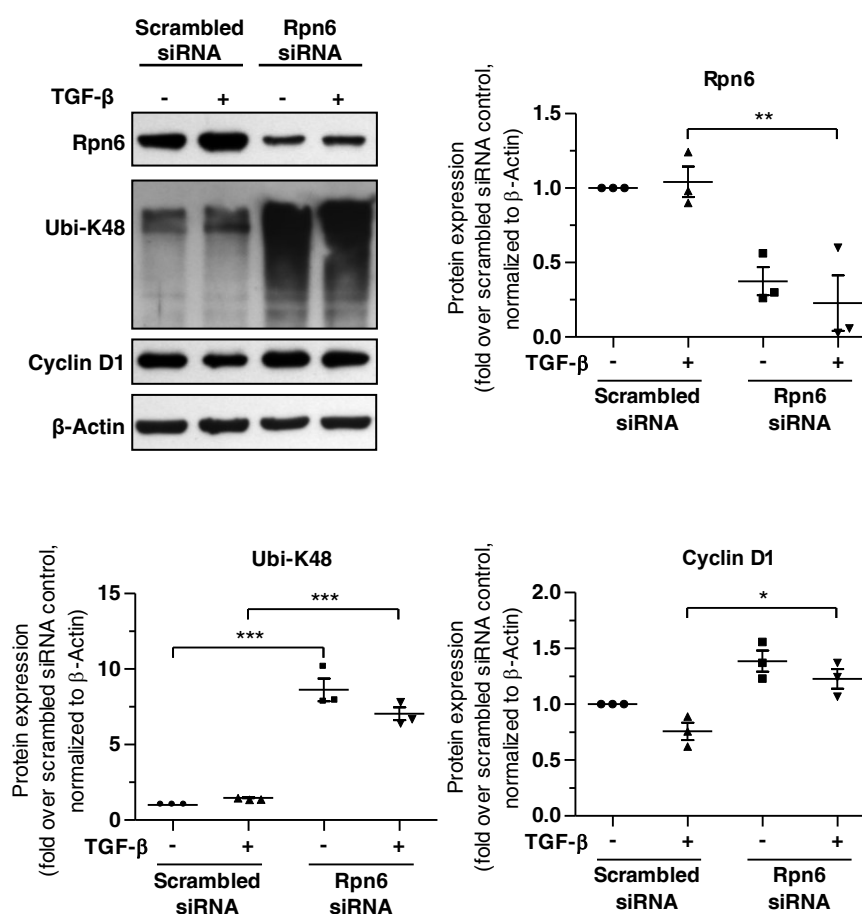 Scrambled siRNA
Rpn6 siRNA
TGF-β - + - +
Rpn6
Ubi-K48
Cyclin D1
β-Actin
Rpn6
Protein expression
(fold over scrambled siRNA control,
normalized to β-Actin)
1.5
1.0
0.5
0.0
**
TGF-β - + - +
Scrambled siRNA
Rpn6 siRNA
Ubi-K48
Protein expression
(fold over scrambled siRNA control,
normalized to β-Actin)
15
10
5
0
***
***
TGF-β - + - +
Scrambled siRNA
Rpn6 siRNA
Cyclin D1
Protein expression
(fold over scrambled siRNA control,
normalized to β-Actin)
2.0
1.5
1.0
0.5
0.0
*
TGF-β - + - +
Scrambled siRNA
Rpn6 siRNA